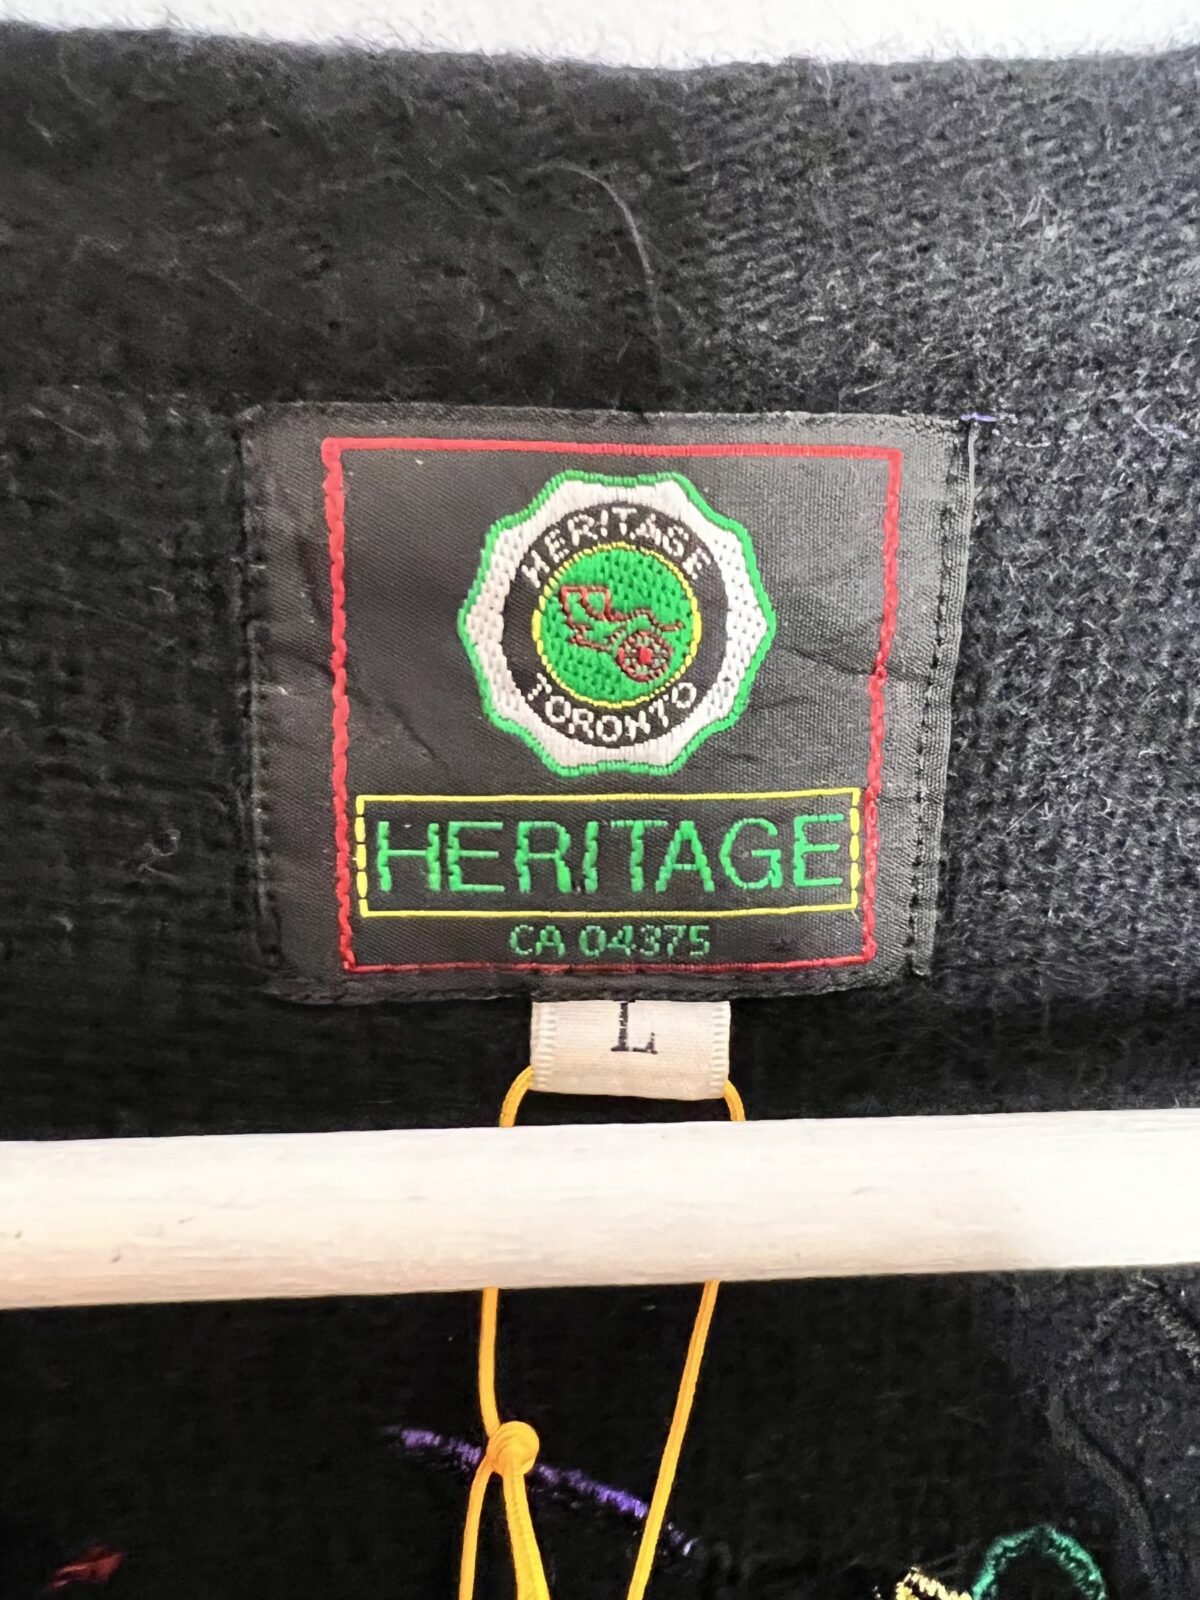 HERITAGE
TORONTO
HERITAGE
CA 04375
L